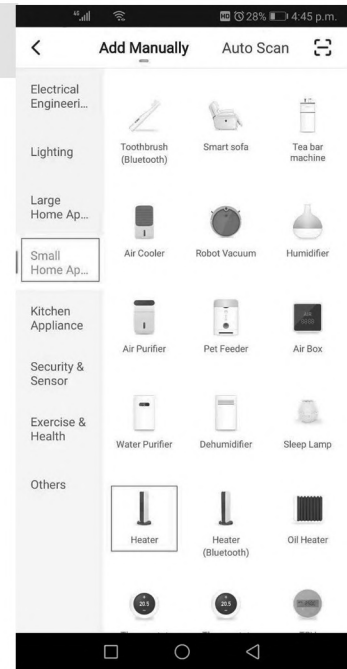 4G
HD 28% 4:45 p.m.
Add Manually Auto Scan
Electrical
Engineeri...
Lighting
Large
Home Ap...
Small
Home Ap...
Kitchen
Appliance
Security &
Sensor
Exercise &
Health
Others
Toothbrush
(Bluetooth)
Smart sofa
Tea bar
machine
Air Cooler
Robot Vacuum
Humidifier
Air Purifier
Pet Feeder
Air Box
Water Purifier
Dehumidifier
Sleep Lamp
Heater
Heater
(Bluetooth)
Oil Heater
20.5
20.5